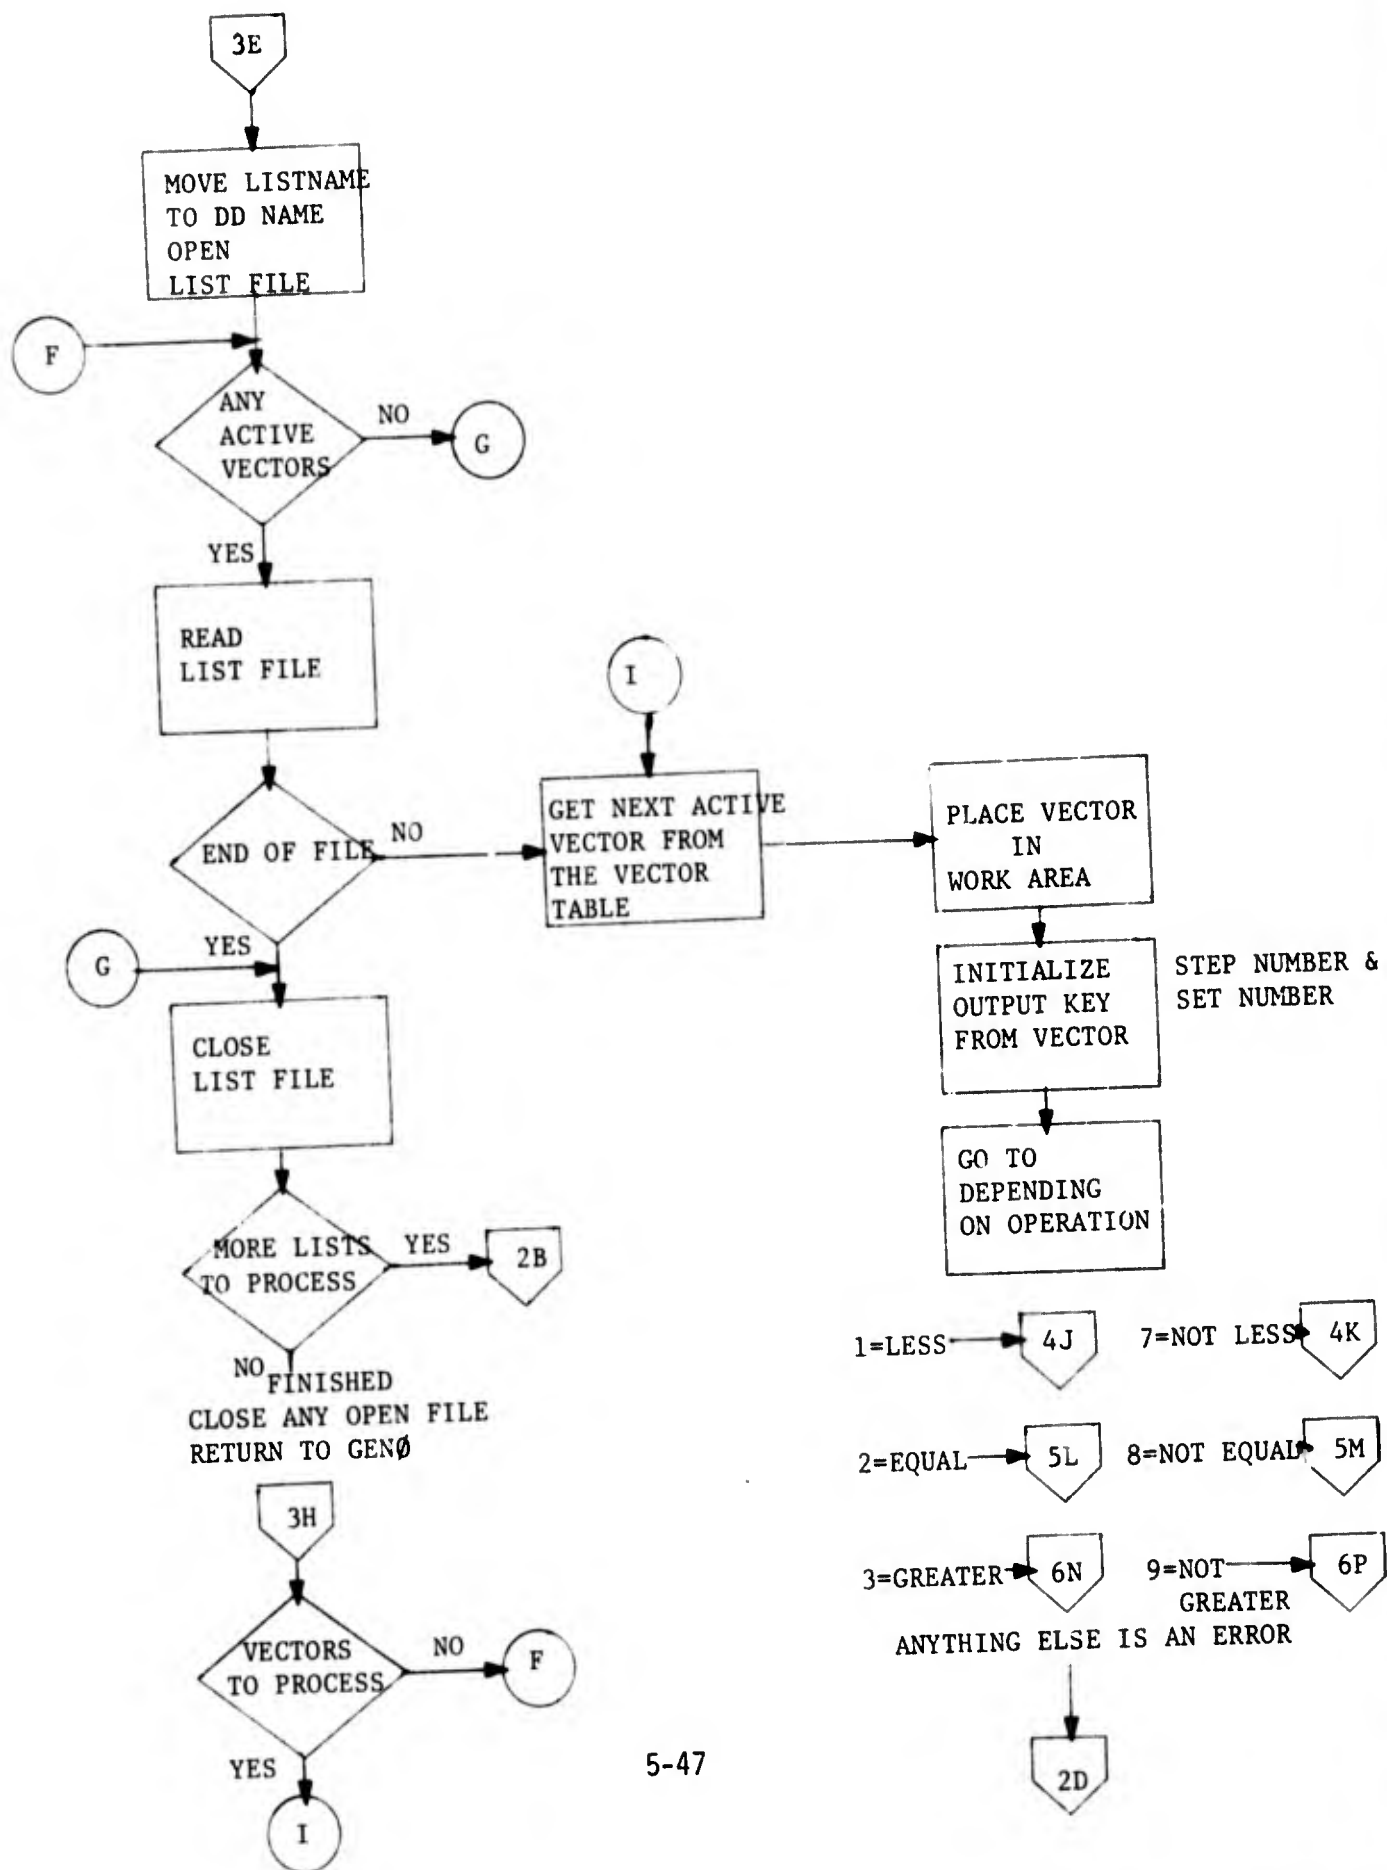 3E
MOVE LISTNAME
TO DD NAME
OPEN
LIST FILE
F
ANY
ACTIVE
VECTORS
NO
G
YES
READ
LIST FILE
END OF FILE
NO
I
GET NEXT ACTIVE
VECTOR FROM
THE VECTOR
TABLE
PLACE VECTOR
IN
WORK AREA
INITIALIZE
OUTPUT KEY
FROM VECTOR
STEP NUMBER &
SET NUMBER
GO TO
DEPENDING
ON OPERATION
YES
G
CLOSE
LIST FILE
MORE LISTS
TO PROCESS
YES
2B
NO
FINISHED
CLOSE ANY OPEN FILE
RETURN TO GENØ
1=LESS
4J
7=NOT LESS
4K
2=EQUAL
5L
8=NOT EQUAL
5M
3=GREATER
6N
9=NOT
GREATER
6P
ANYTHING ELSE IS AN ERROR
2D
3H
VECTORS
TO PROCESS
NO
F
YES
I
5-47